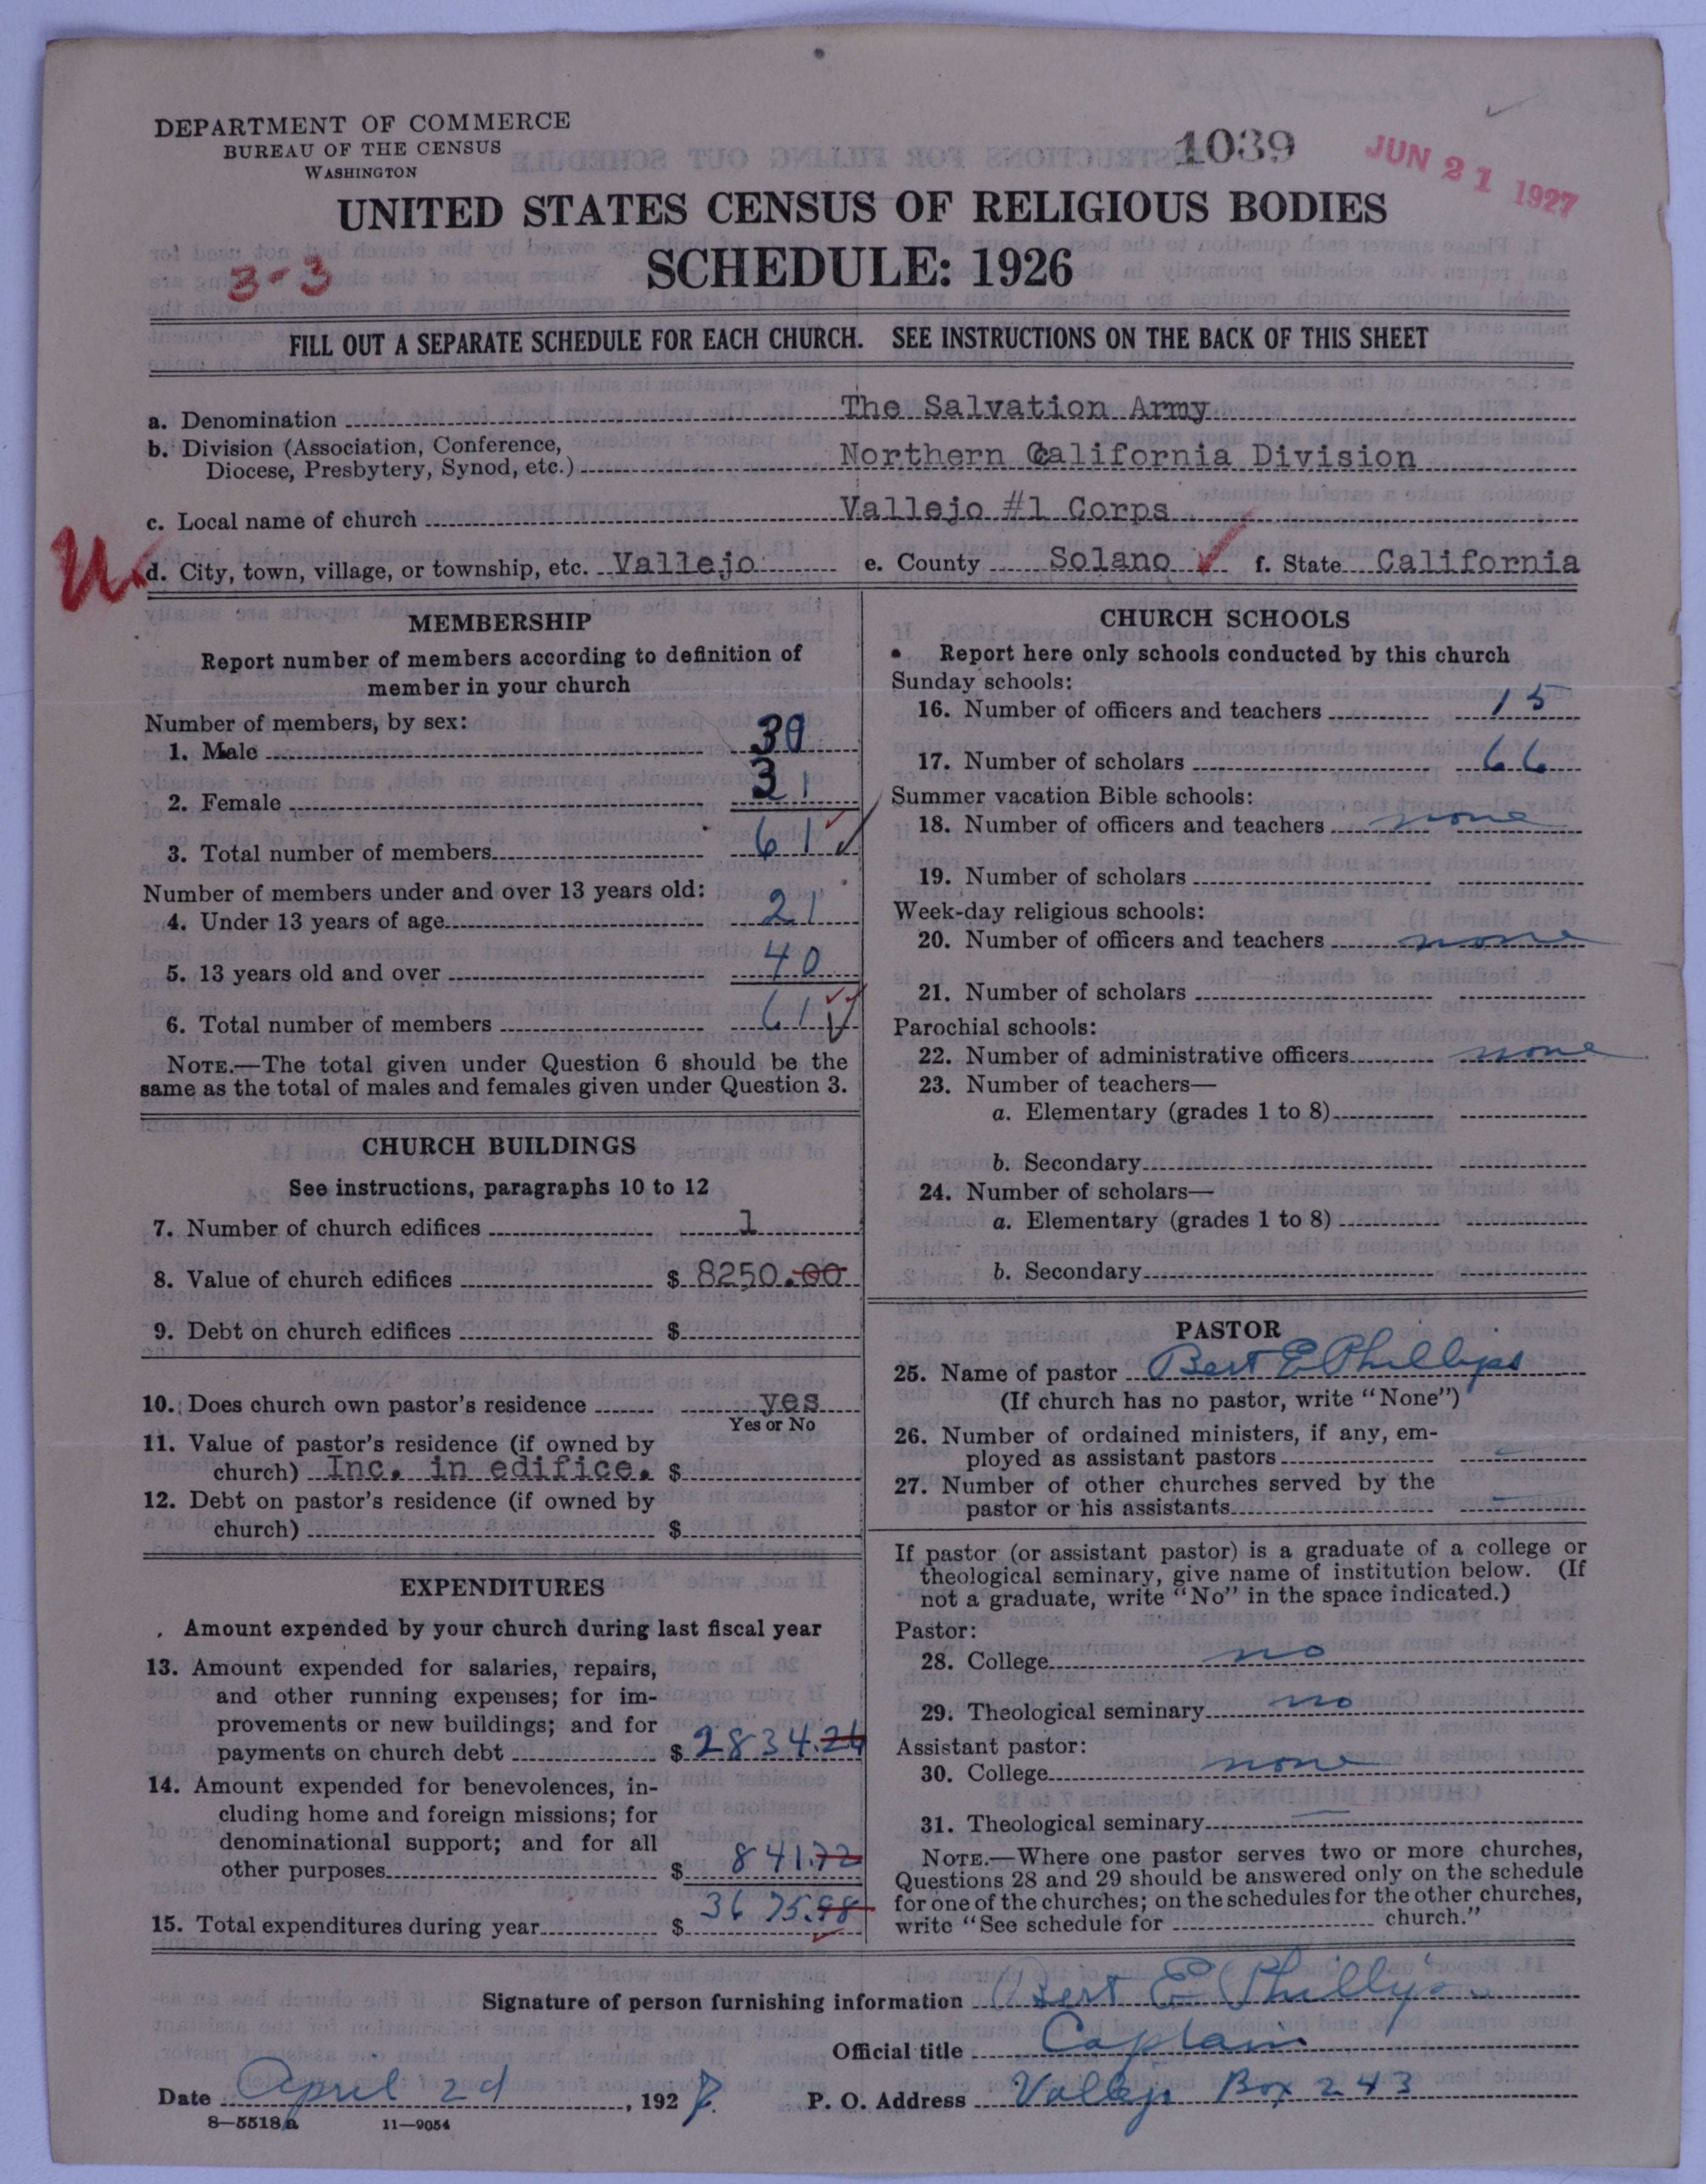 DEPARTMENT OF COMMERCE
BUREAU OF THE CENSUS
WASHINGTON
1039
JUN 21 1927
UNITED STATES CENSUS OF RELIGIOUS BODIES
SCHEDULE: 1926
3-3
FILL OUT A SEPARATE SCHEDULE FOR EACH CHURCH. SEE INSTRUCTIONS ON THE BACK OF THIS SHEET
a. Denomination The Salvation Army
b. Division (Association, Conference,
Diocese, Presbytery, Synod, etc.) Northern California Division
c. Local name of church Vallejo #1 Corps
d. City, town, village, or township, etc. Vallejo e. County Solano f. State California
MEMBERSHIP
Report number of members according to definition of
member in your church
Number of members, by sex:
1. Male 30
2. Female 31
3. Total number of members 61
Number of members under and over 13 years old:
4. Under 13 years of age 21
5. 13 years old and over 40
6. Total number of members 61
NOTE.—The total given under Question 6 should be the
same as the total of males and females given under Question 3.
CHURCH BUILDINGS
See instructions, paragraphs 10 to 12
7. Number of church edifices 1
8. Value of church edifices $ 8250.00
9. Debt on church edifices $
10. Does church own pastor's residence yes
Yes or No
11. Value of pastor's residence (if owned by
church) Inc. in edifice. $
12. Debt on pastor's residence (if owned by
church) $
EXPENDITURES
Amount expended by your church during last fiscal year
13. Amount expended for salaries, repairs,
and other running expenses; for im-
provements or new buildings; and for
payments on church debt $ 2834.24
14. Amount expended for benevolences, in-
cluding home and foreign missions; for
denominational support; and for all
other purposes $ 841.72
15. Total expenditures during year $ 3675.98
CHURCH SCHOOLS
Report here only schools conducted by this church
Sunday schools:
16. Number of officers and teachers 15
17. Number of scholars 66
Summer vacation Bible schools:
18. Number of officers and teachers none
19. Number of scholars
Week-day religious schools:
20. Number of officers and teachers none
21. Number of scholars
Parochial schools:
22. Number of administrative officers none
23. Number of teachers—
a. Elementary (grades 1 to 8)
b. Secondary
24. Number of scholars—
a. Elementary (grades 1 to 8)
b. Secondary
PASTOR
25. Name of pastor Bert E Phillips
(If church has no pastor, write "None")
26. Number of ordained ministers, if any, em-
ployed as assistant pastors —
27. Number of other churches served by the
pastor or his assistants —
If pastor (or assistant pastor) is a graduate of a college or
theological seminary, give name of institution below. (If
not a graduate, write "No" in the space indicated.)
Pastor:
28. College no
29. Theological seminary no
Assistant pastor:
30. College none
31. Theological seminary —
NOTE.—Where one pastor serves two or more churches,
Questions 28 and 29 should be answered only on the schedule
for one of the churches; on the schedules for the other churches,
write "See schedule for church."
Signature of person furnishing information Bert E Phillips
Official title Captain
Date April 2d, 1927 P. O. Address Vallejo Box 243
8—5518a 11—9054